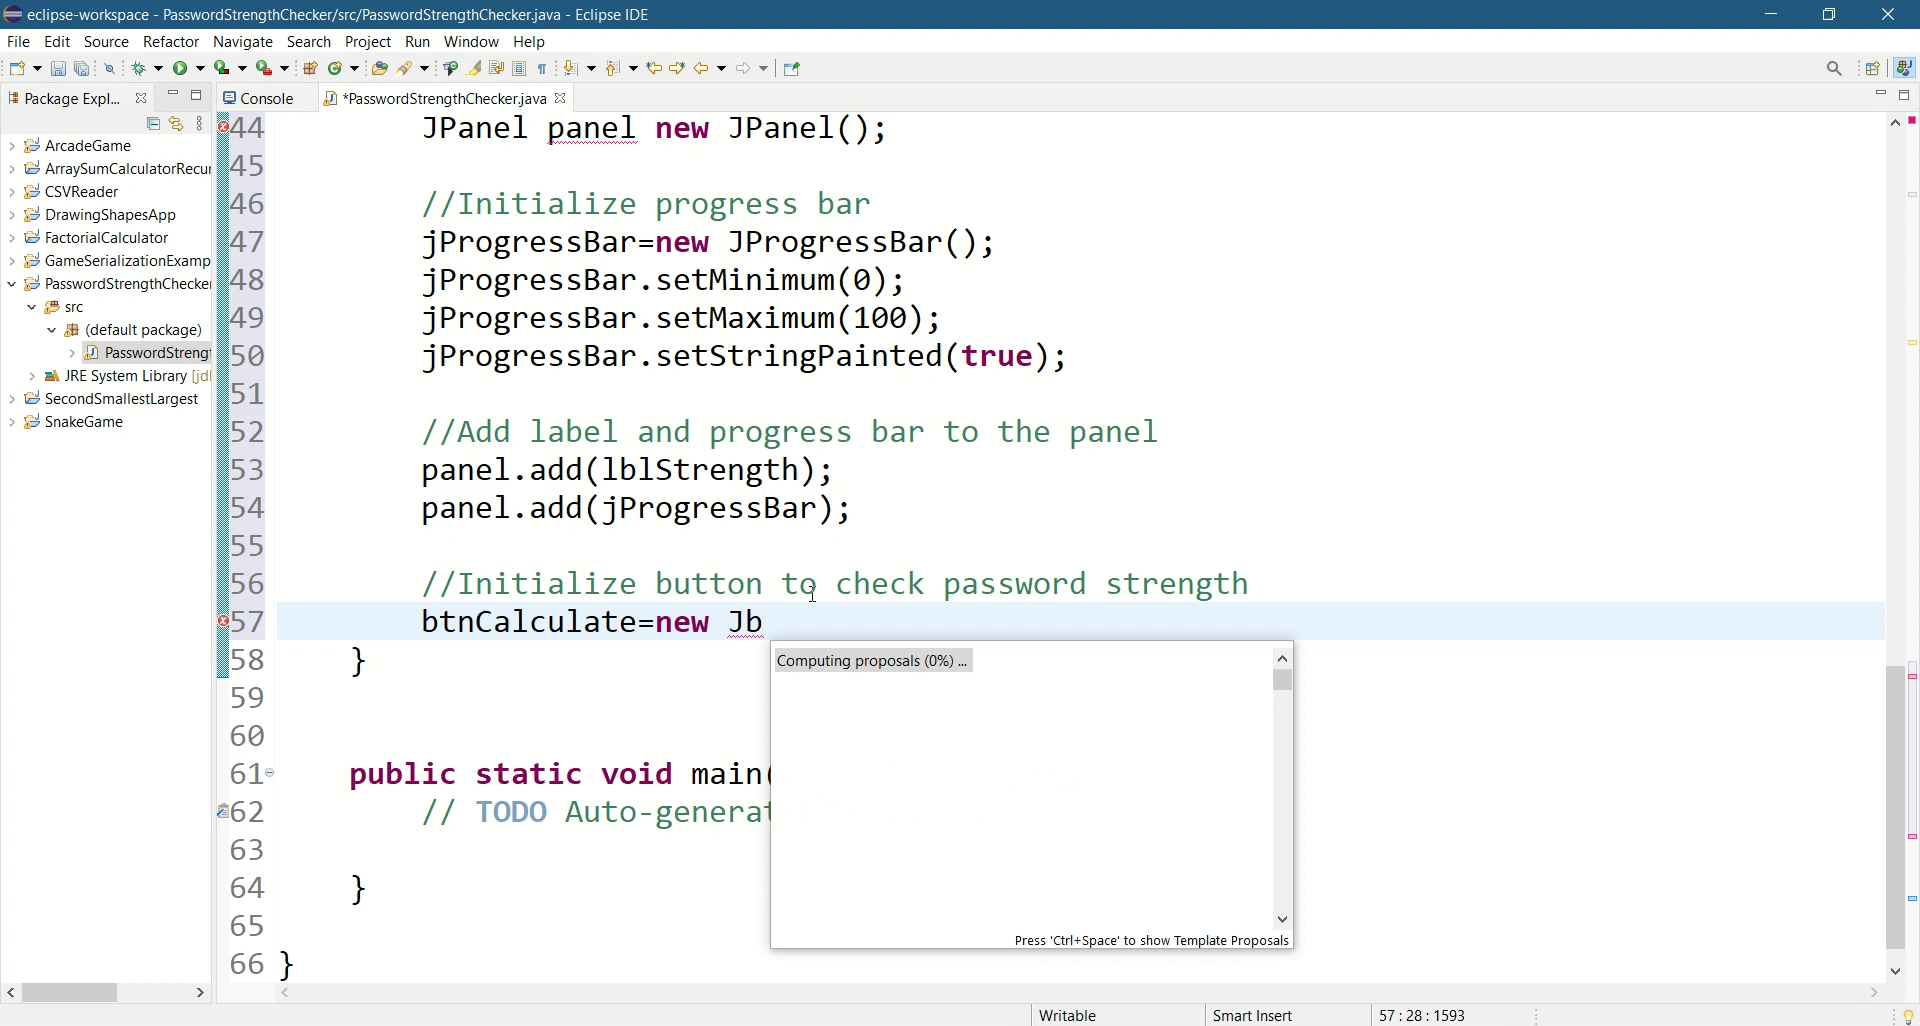 eclipse-workspace - PasswordStrengthChecker/src/PasswordStrengthChecker.java - Eclipse IDE
File Edit Source Refactor Navigate Search Project Run Window Help
Package Expl...
Console
*PasswordStrengthChecker.java
ArcadeGame
ArraySumCalculatorRecur
CSVReader
DrawingShapesApp
FactorialCalculator
GameSerializationExamp
PasswordStrengthChecker
src
(default package)
PasswordStrengt
JRE System Library [jdl
SecondSmallestLargest
SnakeGame
44 JPanel panel new JPanel();
45
46 //Initialize progress bar
47 jProgressBar=new JProgressBar();
48 jProgressBar.setMinimum(0);
49 jProgressBar.setMaximum(100);
50 jProgressBar.setStringPainted(true);
51
52 //Add label and progress bar to the panel
53 panel.add(lblStrength);
54 panel.add(jProgressBar);
55
56 //Initialize button to check password strength
57 btnCalculate=new Jb
58 }
59
60
61 public static void main(
62 // TODO Auto-generat
63
64 }
65
66 }
Computing proposals (0%) ...
Press 'Ctrl+Space' to show Template Proposals
Writable
Smart Insert
57 : 28 : 1593